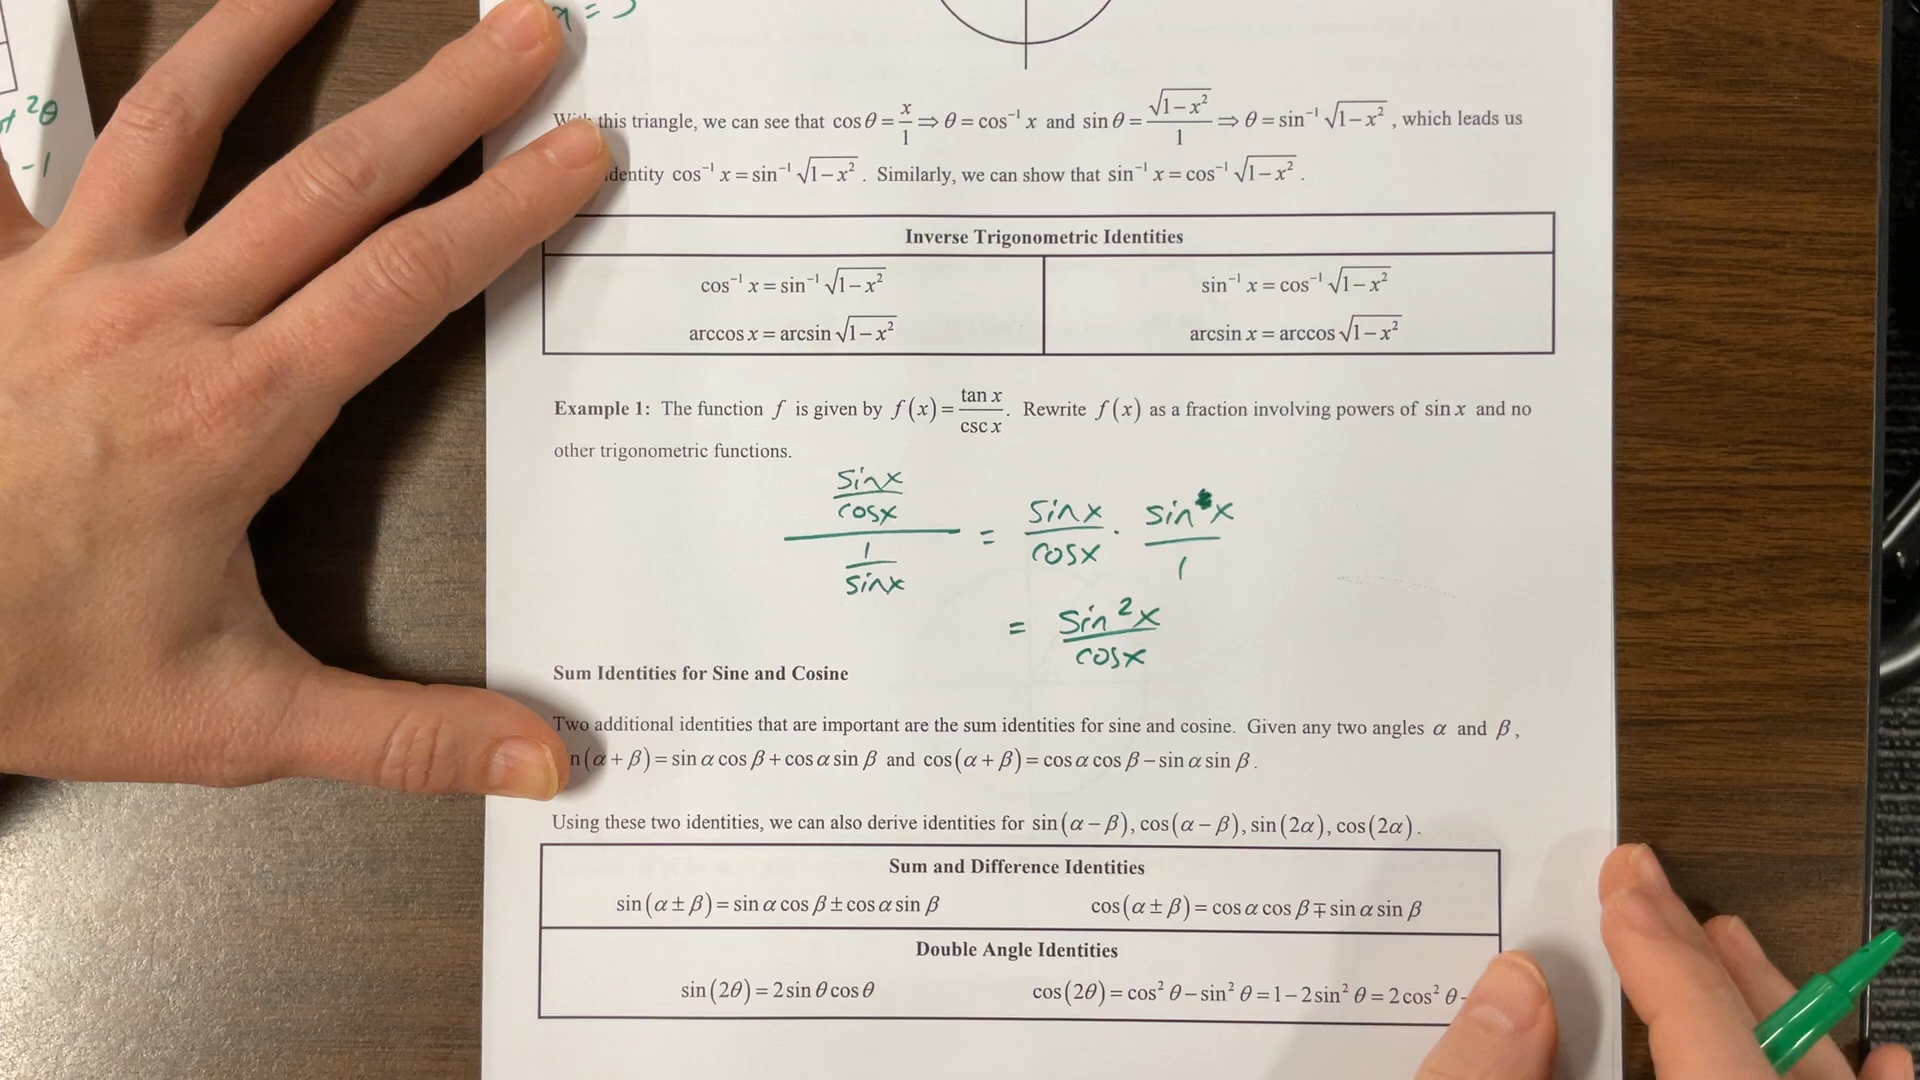 2θ
-1
x =
this triangle, we can see that cos θ = x/1 ⇒ θ = cos⁻¹ x and sin θ = √(1−x²)/1 ⇒ θ = sin⁻¹ √(1−x²) , which leads us
dentity cos⁻¹ x = sin⁻¹ √(1−x²) . Similarly, we can show that sin⁻¹ x = cos⁻¹ √(1−x²) .
Inverse Trigonometric Identities
cos⁻¹ x = sin⁻¹ √(1−x²)
arccos x = arcsin √(1−x²)
sin⁻¹ x = cos⁻¹ √(1−x²)
arcsin x = arccos √(1−x²)
Example 1: The function f is given by f(x) = tan x/csc x. Rewrite f(x) as a fraction involving powers of sin x and no
other trigonometric functions.
(sinx/cosx)/(1/sinx) = sinx/cosx · sin x/1
= sin²x/cosx
Sum Identities for Sine and Cosine
Two additional identities that are important are the sum identities for sine and cosine. Given any two angles α and β,
n(α + β) = sin α cos β + cos α sin β and cos(α + β) = cos α cos β − sin α sin β.
Using these two identities, we can also derive identities for sin(α − β), cos(α − β), sin(2α), cos(2α).
Sum and Difference Identities
sin(α ± β) = sin α cos β ± cos α sin β
cos(α ± β) = cos α cos β ∓ sin α sin β
Double Angle Identities
sin(2θ) = 2 sin θ cos θ
cos(2θ) = cos² θ − sin² θ = 1 − 2 sin² θ = 2 cos² θ -